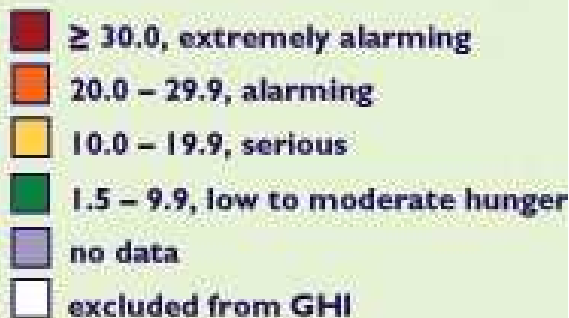 ≥ 30.0, extremely alarming
20.0 – 29.9, alarming
10.0 – 19.9, serious
1.5 – 9.9, low to moderate hunger
no data
excluded from GHI